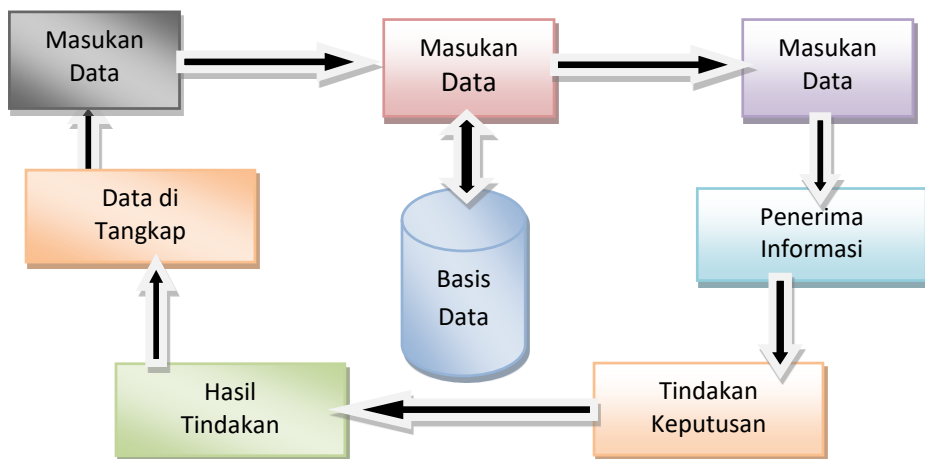 Masukan
Data
Masukan
Data
Masukan
Data
Data di
Tangkap
Penerima
Informasi
Basis
Data
Hasil
Tindakan
Tindakan
Keputusan